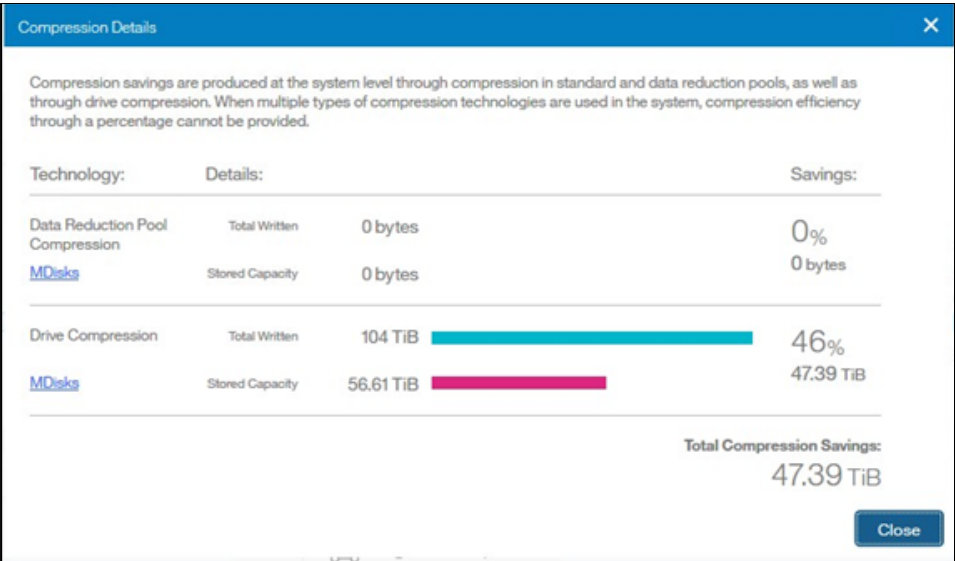 Compression Details
Compression savings are produced at the system level through compression in standard and data reduction pools, as well as
through drive compression. When multiple types of compression technologies are used in the system, compression efficiency
through a percentage cannot be provided.
Technology: Details: Savings:
Data Reduction Pool
Compression
Total Written 0 bytes
0%
MDisks Stored Capacity 0 bytes
0 bytes
Drive Compression Total Written 104 TiB
46%
MDisks Stored Capacity 56.61 TiB
47.39 TiB
Total Compression Savings:
47.39 TiB
Close